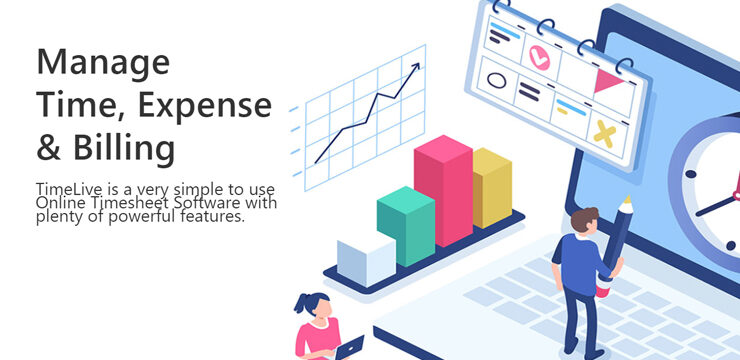 Manage
Time, Expense
& Billing
TimeLive is a very simple to use
Online Timesheet Software with
plenty of powerful features.